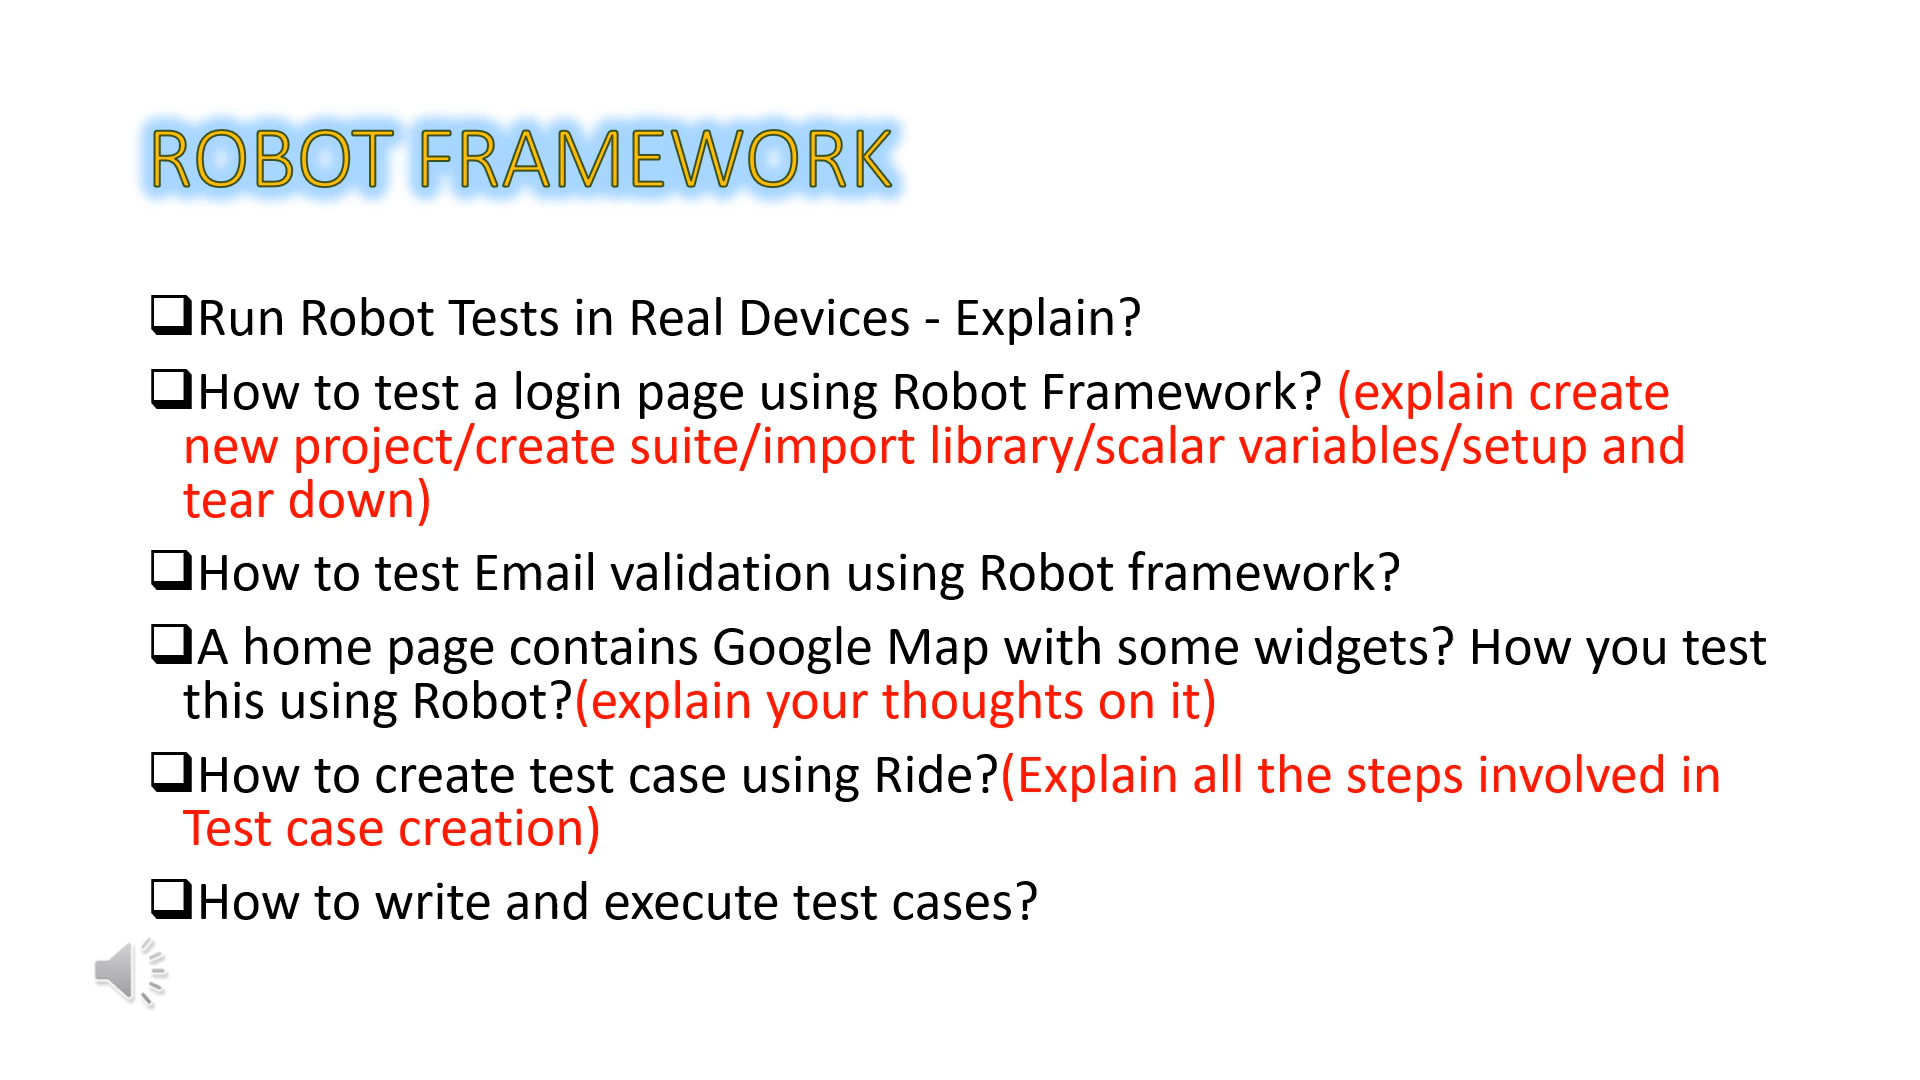 ROBOT FRAMEWORK
Run Robot Tests in Real Devices - Explain?
How to test a login page using Robot Framework? (explain create
new project/create suite/import library/scalar variables/setup and
tear down)
How to test Email validation using Robot framework?
A home page contains Google Map with some widgets? How you test
this using Robot?(explain your thoughts on it)
How to create test case using Ride?(Explain all the steps involved in
Test case creation)
How to write and execute test cases?